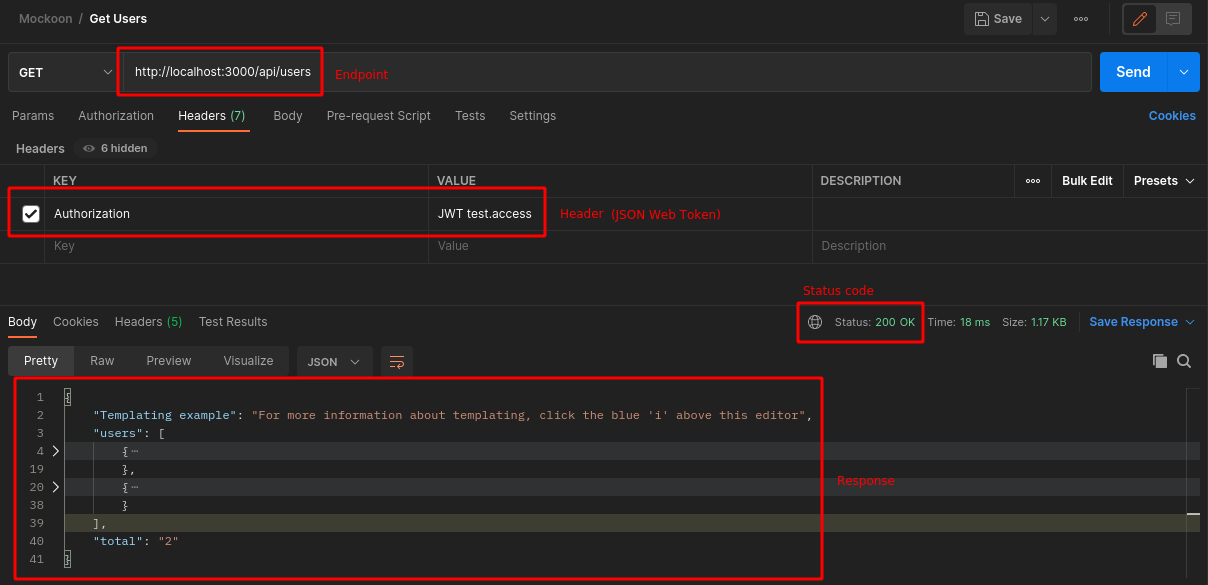 Mockoon / Get Users
Save
GET http://localhost:3000/api/users Endpoint Send
Params Authorization Headers (7) Body Pre-request Script Tests Settings Cookies
Headers 6 hidden
KEY VALUE DESCRIPTION Bulk Edit Presets
Authorization JWT test.access Header (JSON Web Token)
Key Value Description
Status code
Body Cookies Headers (5) Test Results Status: 200 OK Time: 18 ms Size: 1.17 KB Save Response
Pretty Raw Preview Visualize JSON
1 {
2 "Templating example": "For more information about templating, click the blue 'i' above this editor",
3 "users": [
4 {⋯
19 },
20 {⋯
Response
38 }
39 ],
40 "total": "2"
41 }